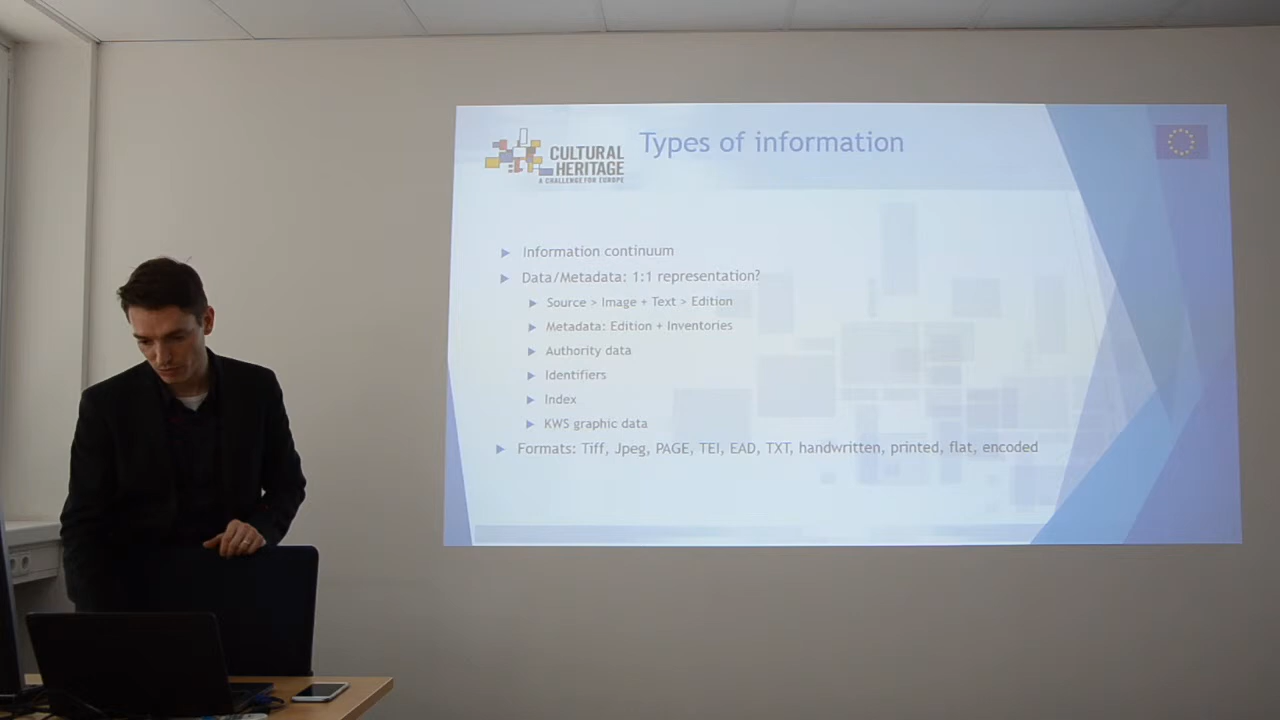 CULTURAL
HERITAGE
A CHALLENGE FOR EUROPE
Types of information
Information continuum
Data/Metadata: 1:1 representation?
Source > Image + Text > Edition
Metadata: Edition + Inventories
Authority data
Identifiers
Index
KWS graphic data
Formats: Tiff, Jpeg, PAGE, TEI, EAD, TXT, handwritten, printed, flat, encoded